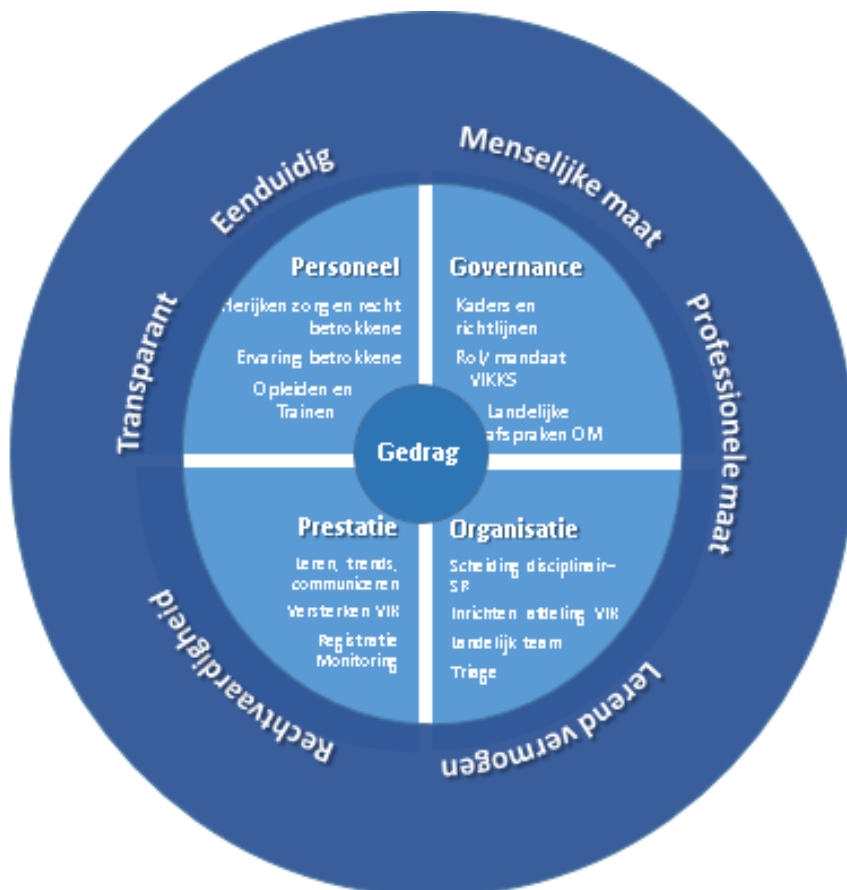 Eenduidig
Menselijke maat
Transparant
Professionele maat
Rechtvaardigheid
Lerend vermogen
Personeel
Herijken zorg en recht
betrokkene
Ervaring betrokkene
Opleiden en
Trainen
Governance
Kaders en
richtlijnen
Rol/ mandaat
VIKKS
Landelijke
afspraken OM
Gedrag
Prestatie
Leren, trends,
communiceren
Versterken VIK
Registratie
Monitoring
Organisatie
Scheiding disciplinair–
SR
Inrichten afdeling VIK
Landelijk team
Triage